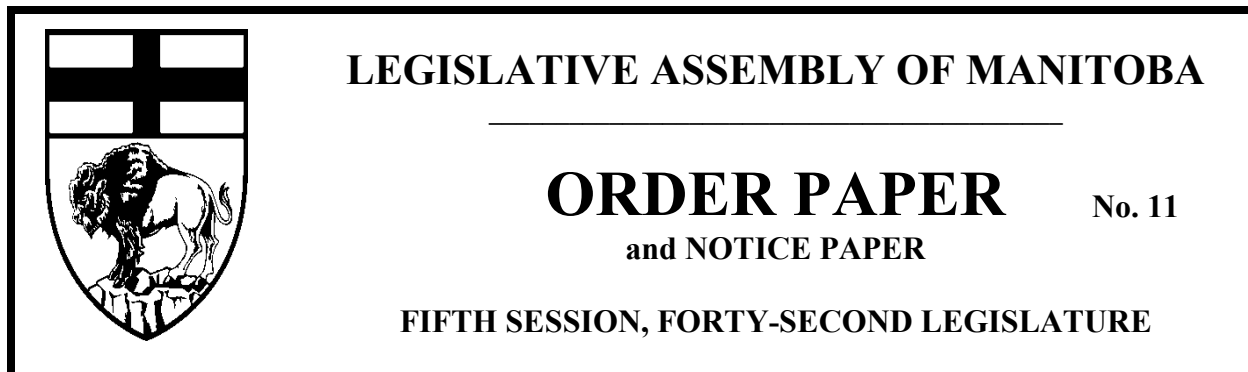 LEGISLATIVE ASSEMBLY OF MANITOBA
ORDER PAPER No. 11
and NOTICE PAPER
FIFTH SESSION, FORTY-SECOND LEGISLATURE